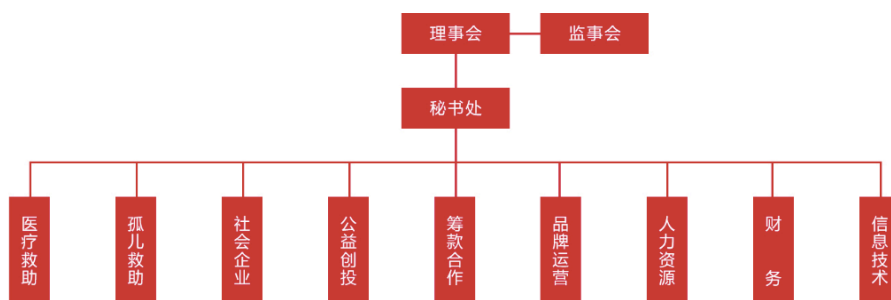 理事会
监事会
秘书处
医疗救助
孤儿救助
社会企业
公益创投
筹款合作
品牌运营
人力资源
财务
信息技术